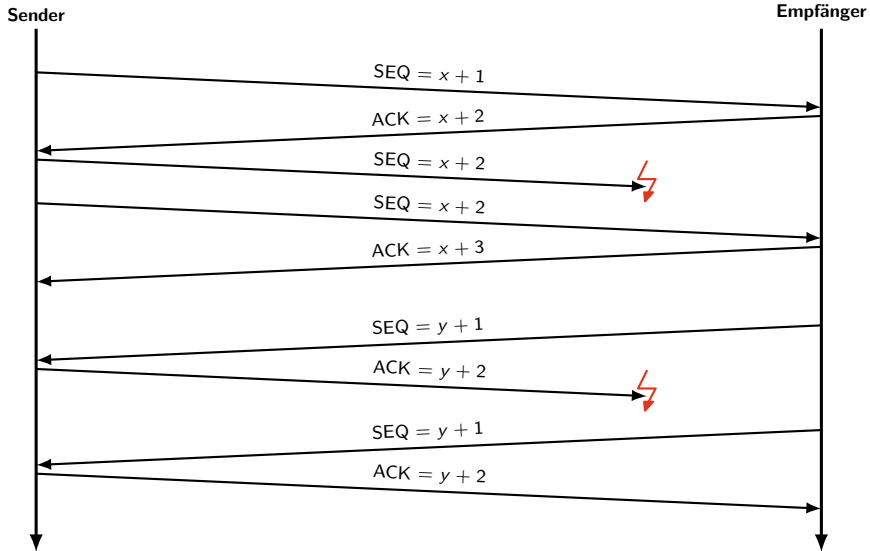 Sender
Empfänger
SEQ = x + 1
ACK = x + 2
SEQ = x + 2
SEQ = x + 2
ACK = x + 3
SEQ = y + 1
ACK = y + 2
SEQ = y + 1
ACK = y + 2